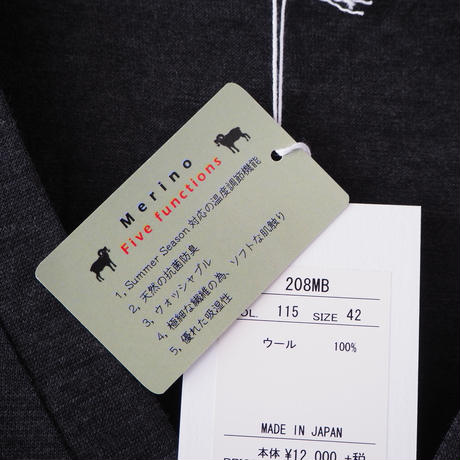 Merino
Five functions
1, Summer Season 対応の温度調節機能
2, 天然の抗菌防臭
3, ウォッシャブル
4, 極細な繊維の為、ソフトな肌触り
5, 優れた吸湿性
208MB
OL. 115 SIZE 42
ウール 100%
MADE IN JAPAN
本体 ¥12,000 +税